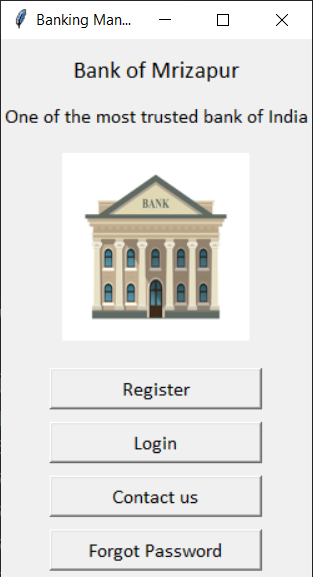 Banking Man...
Bank of Mrizapur
One of the most trusted bank of India
BANK
Register
Login
Contact us
Forgot Password